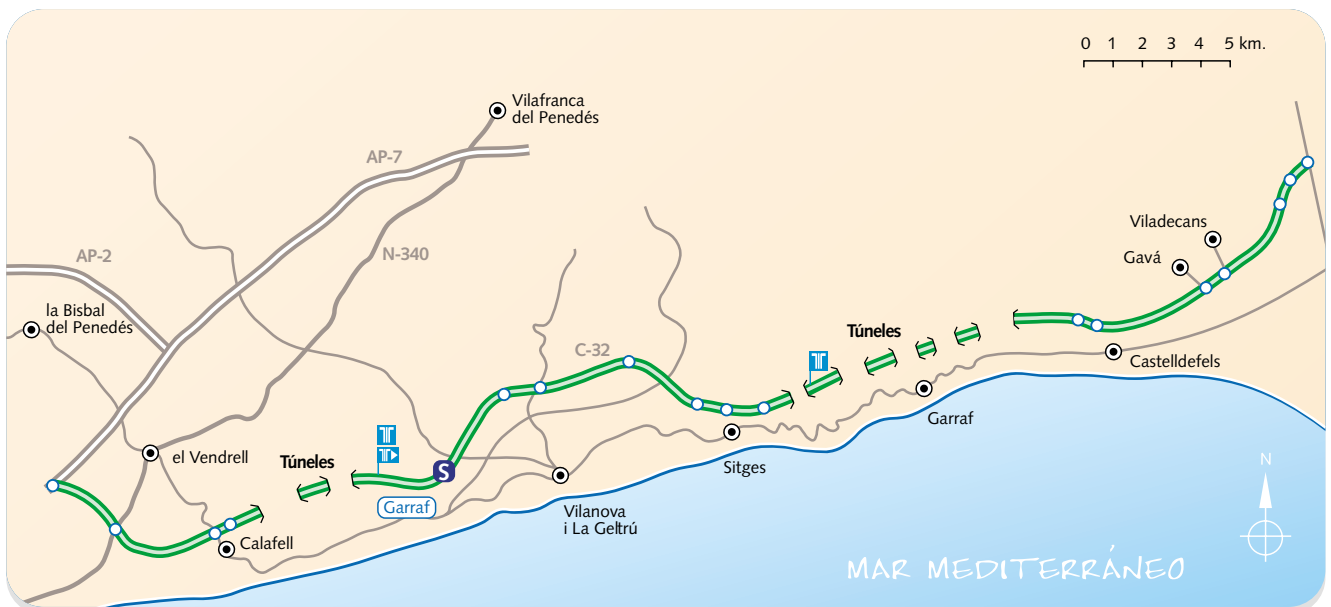 0 1 2 3 4 5 km.
Vilafranca
del Penedés
AP-7
Viladecans
N-340
AP-2
Gavá
la Bisbal
del Penedés
Túneles
C-32
T
Castelldefels
Garraf
T
el Vendrell
T
Túneles
S
Sitges
N
Garraf
Vilanova
i La Geltrú
Calafell
MAR MEDITERRÁNEO